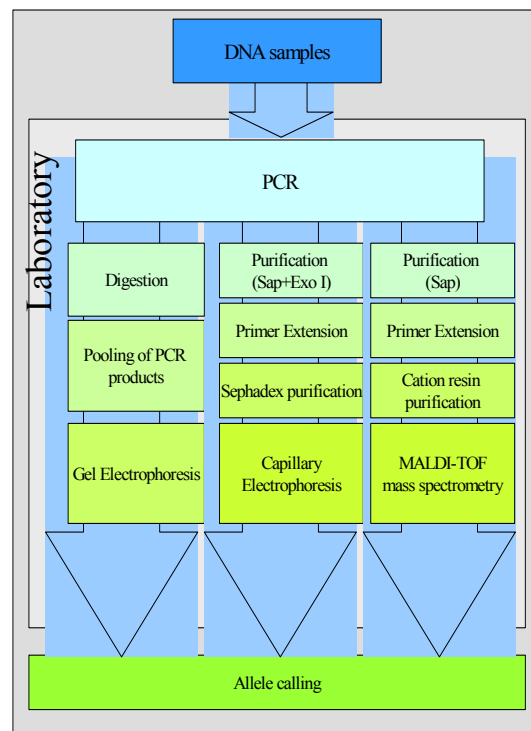 DNA samples
Laboratory
PCR
Digestion
Pooling of PCR
products
Gel Electrophoresis
Purification
(Sap+Exo I)
Primer Extension
Sephadex purification
Capillary
Electrophoresis
Purification
(Sap)
Primer Extension
Cation resin
purification
MALDI-TOF
mass spectrometry
Allele calling